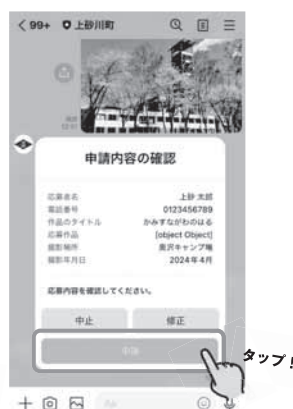 99+ 上砂川町
申請内容の確認
応募者名 上砂 太郎
電話番号 0123456789
作品のタイトル かみすながわのはる
応募作品 [object Object]
撮影場所 奥沢キャンプ場
撮影年月日 2024年4月
応募内容を確認してください。
中止 修正
申請
タップ!
Aa